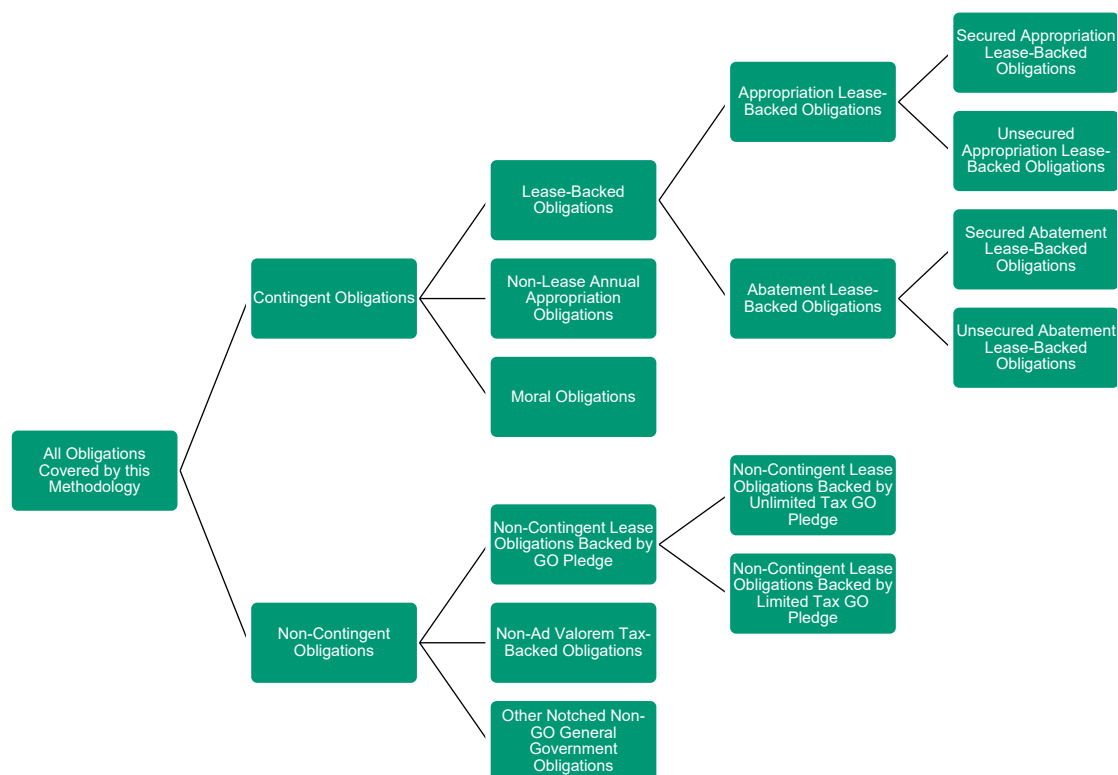 All Obligations
Covered by this
Methodology
Contingent Obligations
Lease-Backed
Obligations
Appropriation Lease-
Backed Obligations
Secured Appropriation
Lease-Backed
Obligations
Unsecured
Appropriation Lease-
Backed Obligations
Abatement Lease-
Backed Obligations
Secured Abatement
Lease-Backed
Obligations
Unsecured Abatement
Lease-Backed
Obligations
Non-Lease Annual
Appropriation
Obligations
Moral Obligations
Non-Contingent
Obligations
Non-Contingent Lease
Obligations Backed by
GO Pledge
Non-Contingent Lease
Obligations Backed by
Unlimited Tax GO
Pledge
Non-Contingent Lease
Obligations Backed by
Limited Tax GO
Pledge
Non-Ad Valorem Tax-
Backed Obligations
Other Notched Non-
GO General
Government
Obligations